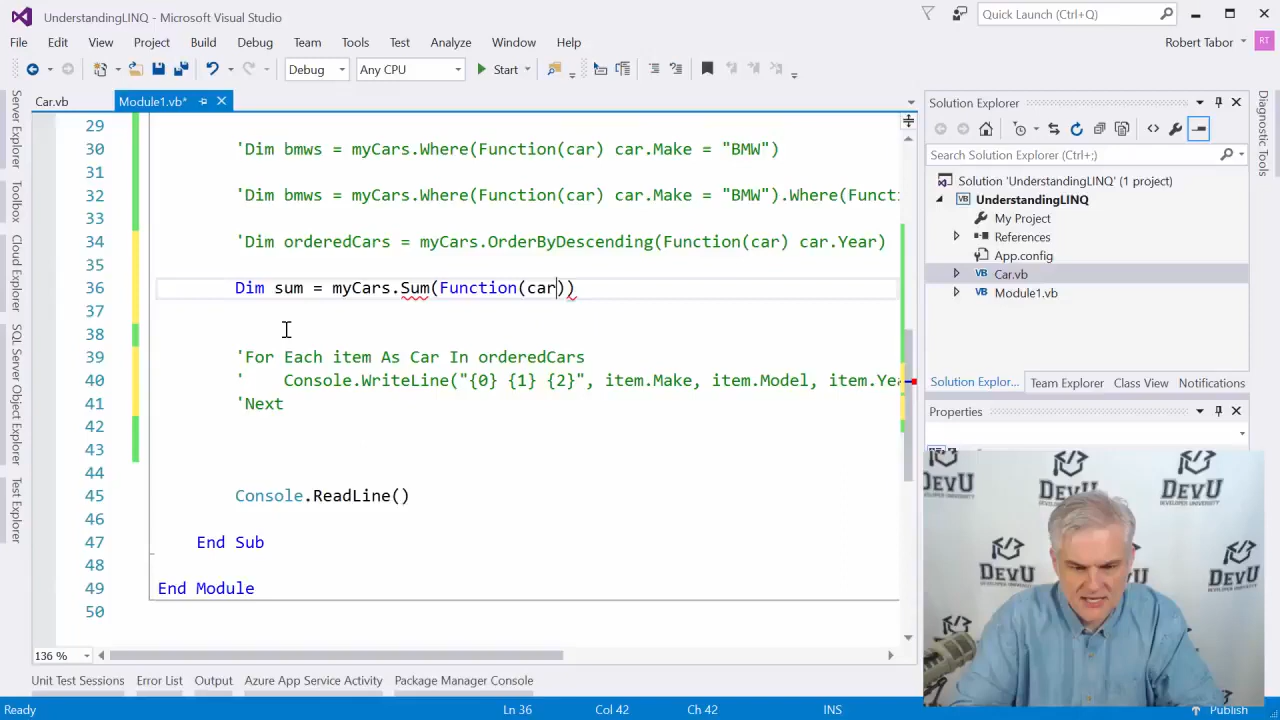 UnderstandingLINQ - Microsoft Visual Studio
Quick Launch (Ctrl+Q)
File Edit View Project Build Debug Team Tools Test Analyze Window Help
Robert Tabor RT
Debug Any CPU Start
Car.vb Module1.vb*
Server Explorer
Toolbox
Cloud Explorer
SQL Server Object Explorer
Test Explorer
29
30 'Dim bmws = myCars.Where(Function(car) car.Make = "BMW")
31
32 'Dim bmws = myCars.Where(Function(car) car.Make = "BMW").Where(Functi
33
34 'Dim orderedCars = myCars.OrderByDescending(Function(car) car.Year)
35
36 Dim sum = myCars.Sum(Function(car))
37
38
39 'For Each item As Car In orderedCars
40 ' Console.WriteLine("{0} {1} {2}", item.Make, item.Model, item.Yea
41 'Next
42
43
44
45 Console.ReadLine()
46
47 End Sub
48
49 End Module
50
136 %
Solution Explorer
Search Solution Explorer (Ctrl+;)
Solution 'UnderstandingLINQ' (1 project)
UnderstandingLINQ
My Project
References
App.config
Car.vb
Module1.vb
Solution Explor... Team Explorer Class View Notifications
Properties
Diagnostic Tools
DevU
DEVELOPER UNIVERSITY
DevU
DEVELOPER UNIVERSITY
DevU
DevU
Unit Test Sessions Error List Output Azure App Service Activity Package Manager Console
Ready Ln 36 Col 42 Ch 42 INS Publish